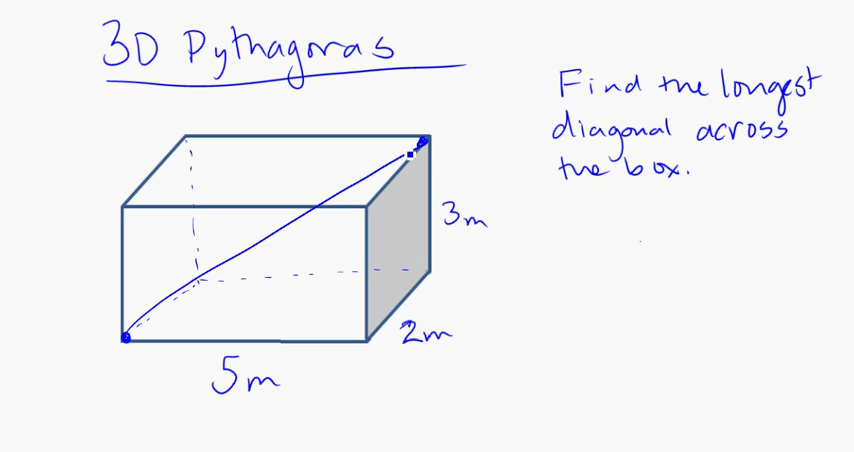 3D Pythagoras
Find the longest
diagonal across
the box.
3m
2m
5m